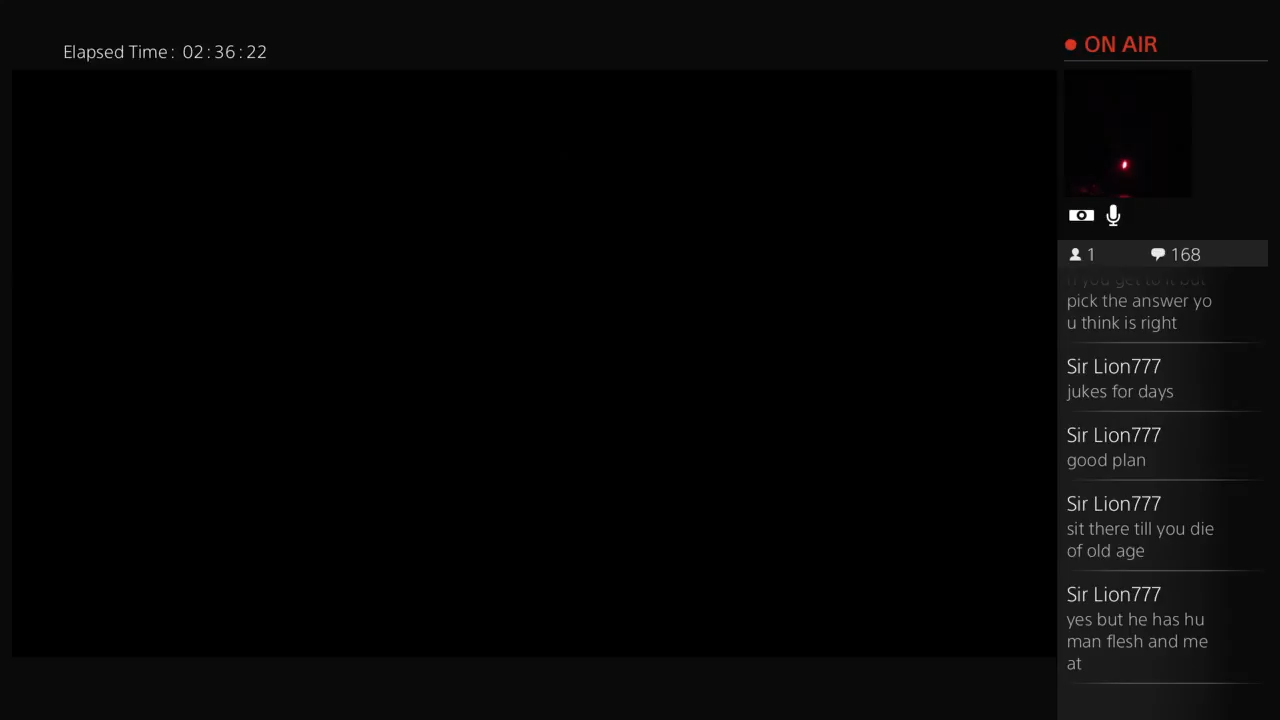 Elapsed Time: 02:36:22
ON AIR
1 168
pick the answer yo
u think is right
Sir Lion777
jukes for days
Sir Lion777
good plan
Sir Lion777
sit there till you die
of old age
Sir Lion777
yes but he has hu
man flesh and me
at